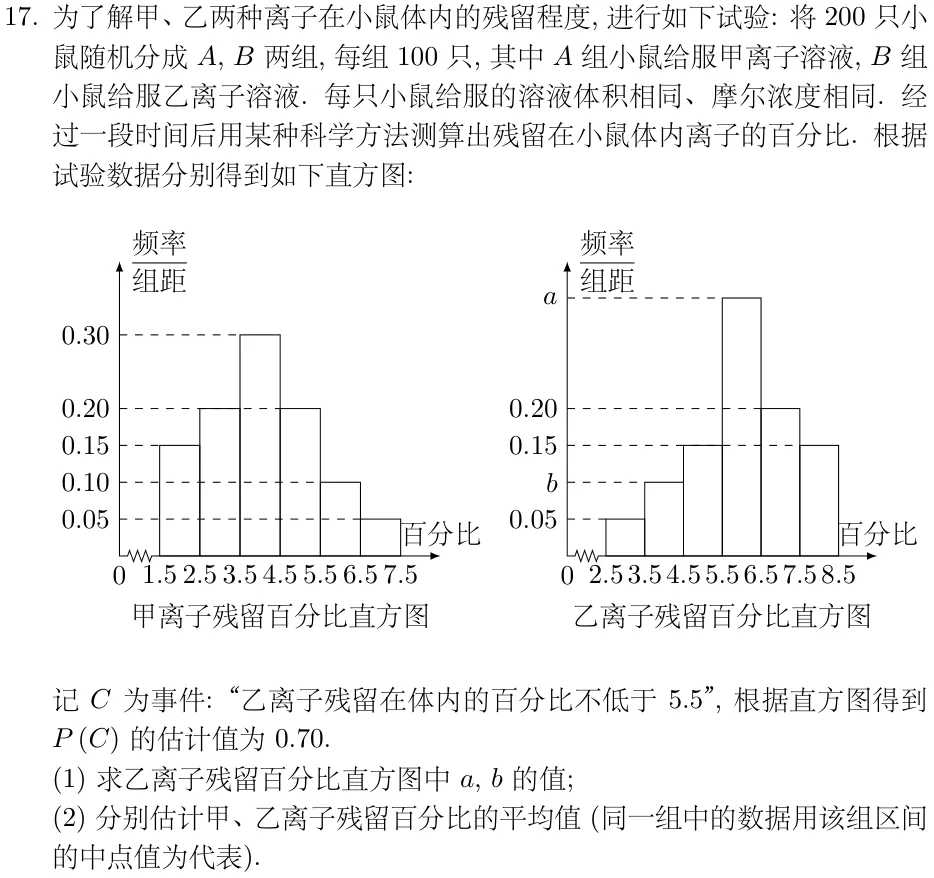 17. 为了解甲、乙两种离子在小鼠体内的残留程度, 进行如下试验: 将 200 只小
鼠随机分成 A, B 两组, 每组 100 只, 其中 A 组小鼠给服甲离子溶液, B 组
小鼠给服乙离子溶液. 每只小鼠给服的溶液体积相同、摩尔浓度相同. 经
过一段时间后用某种科学方法测算出残留在小鼠体内离子的百分比. 根据
试验数据分别得到如下直方图:
频率
组距
0.30
0.20
0.15
0.10
0.05
百分比
0 1.5 2.5 3.5 4.5 5.5 6.5 7.5
甲离子残留百分比直方图
频率
组距
a
0.20
0.15
b
0.05
百分比
0 2.5 3.5 4.5 5.5 6.5 7.5 8.5
乙离子残留百分比直方图
记 C 为事件: “乙离子残留在体内的百分比不低于 5.5”, 根据直方图得到
P (C) 的估计值为 0.70.
(1) 求乙离子残留百分比直方图中 a, b 的值;
(2) 分别估计甲、乙离子残留百分比的平均值 (同一组中的数据用该组区间
的中点值为代表).